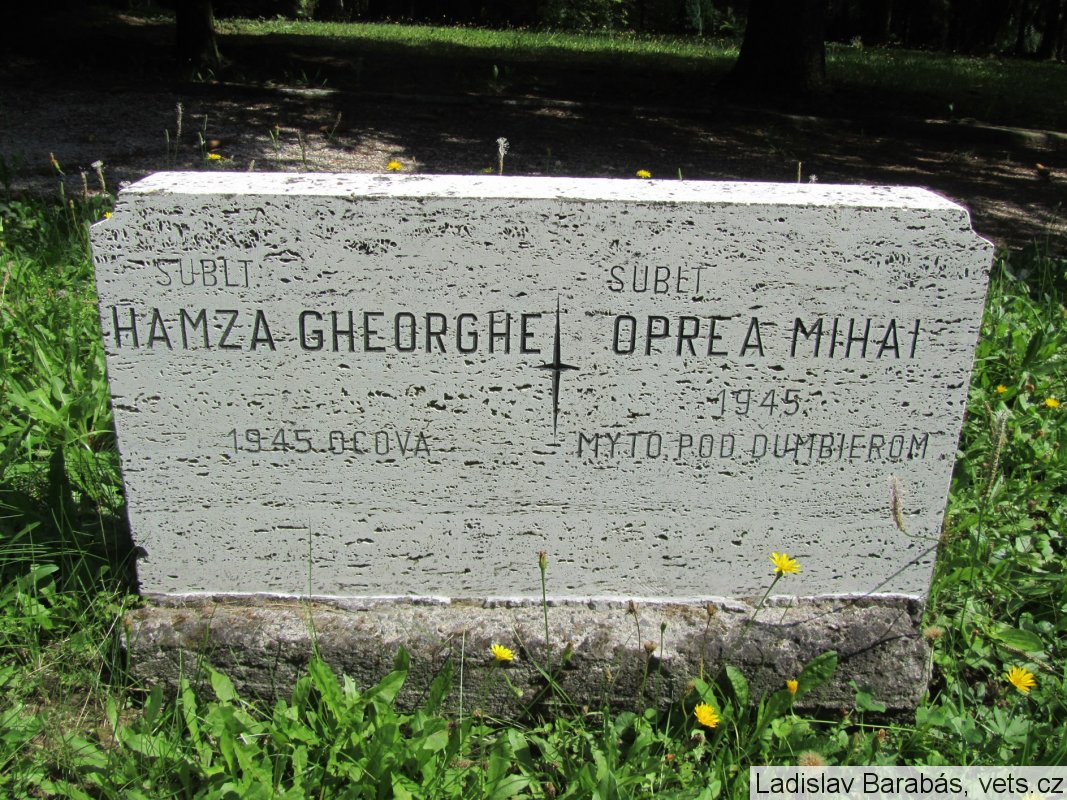 SUBLT.
HAMZA GHEORGHE
1945 OCOVA
SUBLT
OPREA MIHAI
1945
MYTO POD DUMBIEROM
Ladislav Barabás, vets.cz